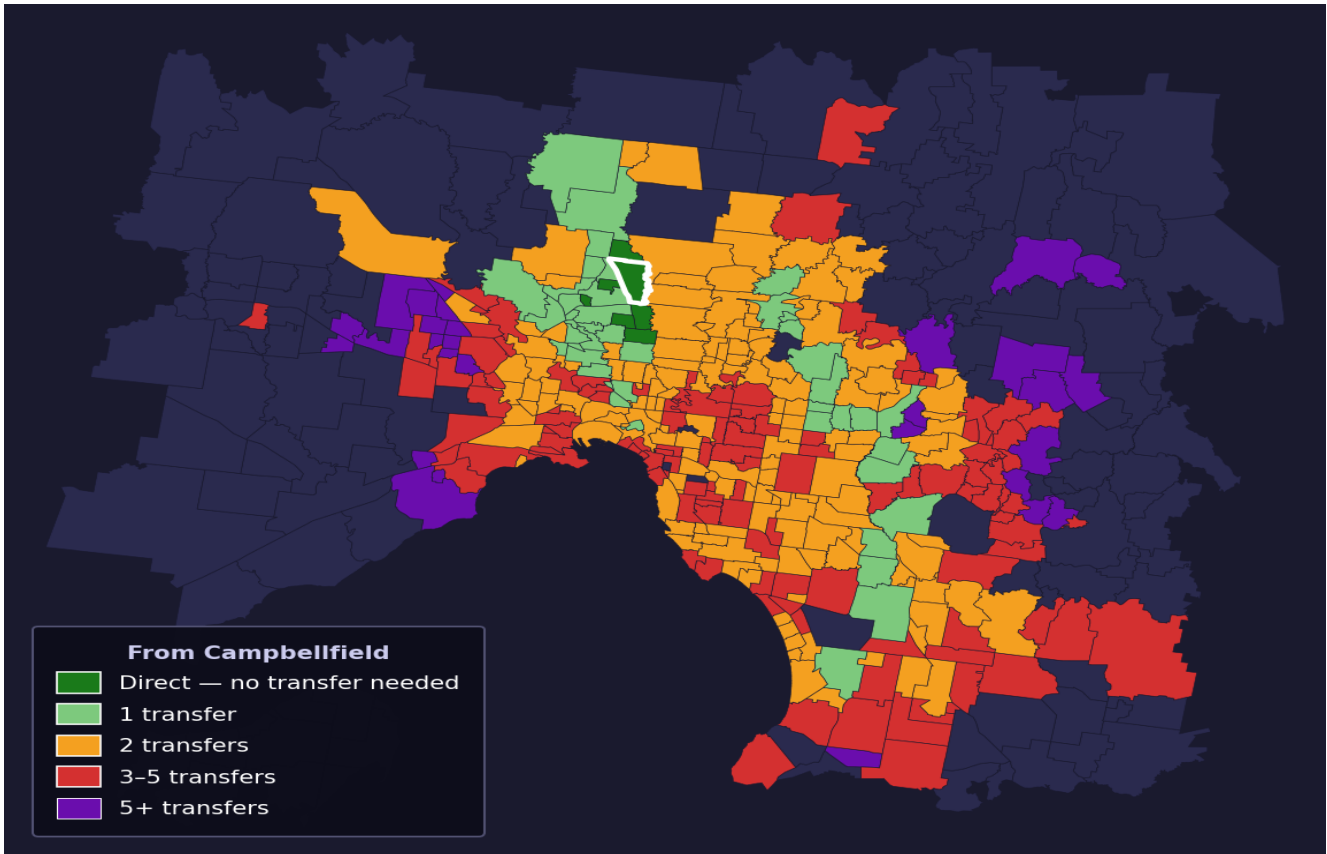 From Campbellfield
Direct — no transfer needed
1 transfer
2 transfers
3–5 transfers
5+ transfers